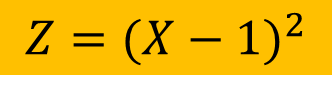 Z = (X − 1)²